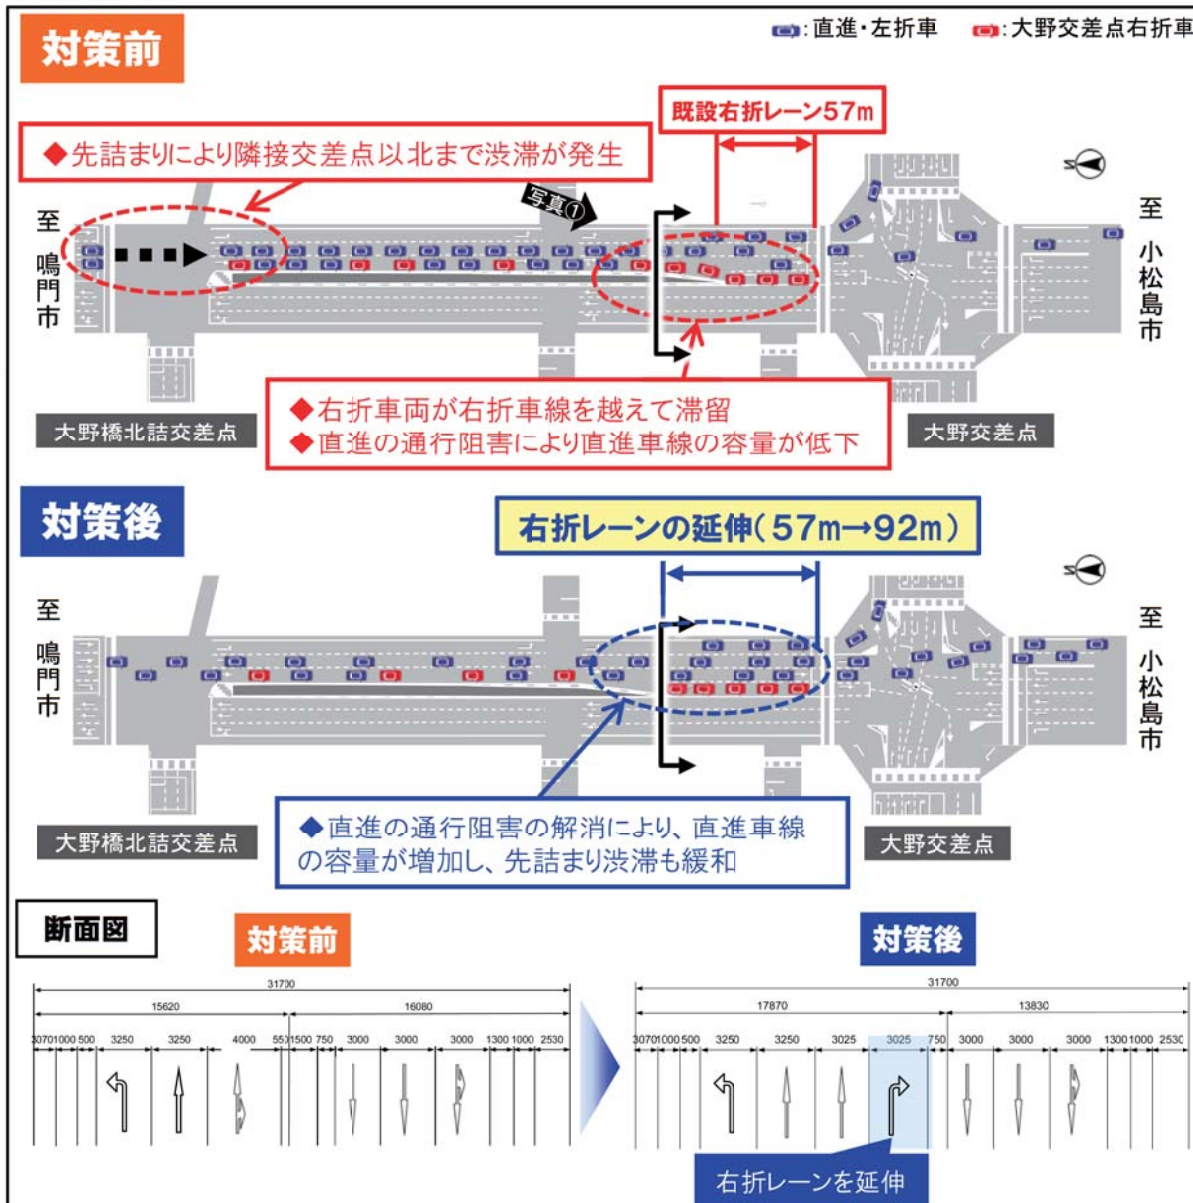 対策前
:直進・左折車
:大野交差点右折車
既設右折レーン57m
◆先詰まりにより隣接交差点以北まで渋滞が発生
写真①
N
至 鳴門市
至 小松島市
◆右折車両が右折車線を越えて滞留
◆直進の通行阻害により直進車線の容量が低下
大野橋北詰交差点
大野交差点
対策後
右折レーンの延伸(57m→92m)
N
至 鳴門市
至 小松島市
◆直進の通行阻害の解消により、直進車線
の容量が増加し、先詰まり渋滞も緩和
大野橋北詰交差点
大野交差点
断面図
対策前
31700
15620 16080
3070 1000 500 3250 3250 4000 550 1500 750 3000 3000 3000 1300 1000 2530
対策後
31700
17870 13830
3070 1000 500 3250 3250 3025 3025 750 3000 3000 3000 1300 1000 2530
右折レーンを延伸